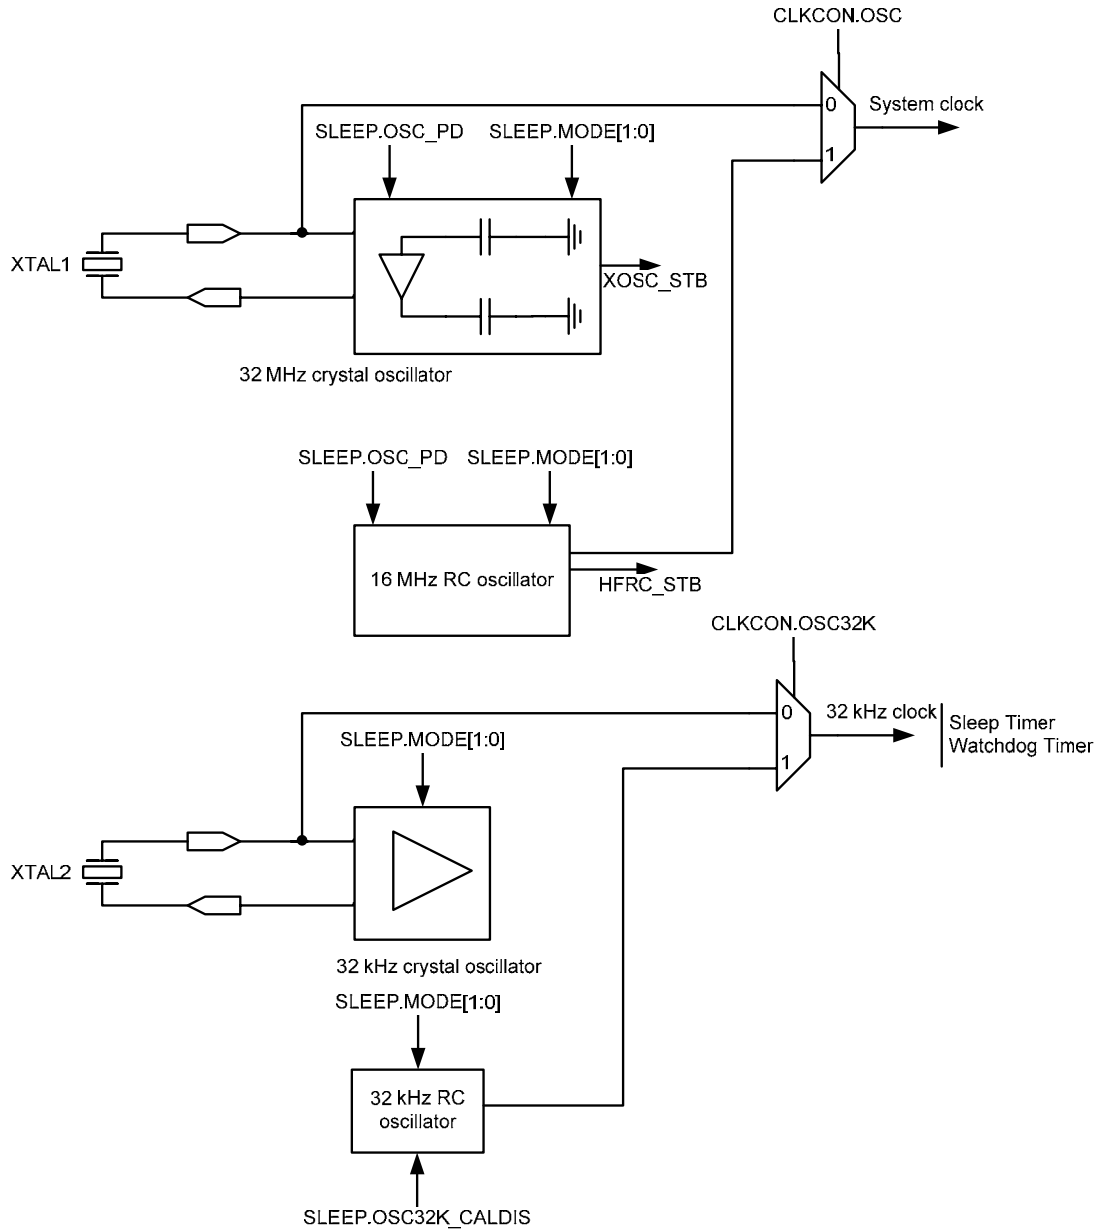 CLKCON.OSC
0
System clock
SLEEP.OSC_PD SLEEP.MODE[1:0]
1
XTAL1
XOSC_STB
32 MHz crystal oscillator
SLEEP.OSC_PD SLEEP.MODE[1:0]
16 MHz RC oscillator
HFRC_STB
CLKCON.OSC32K
0
32 kHz clock
Sleep Timer
Watchdog Timer
SLEEP.MODE[1:0]
1
XTAL2
32 kHz crystal oscillator
SLEEP.MODE[1:0]
32 kHz RC
oscillator
SLEEP.OSC32K_CALDIS